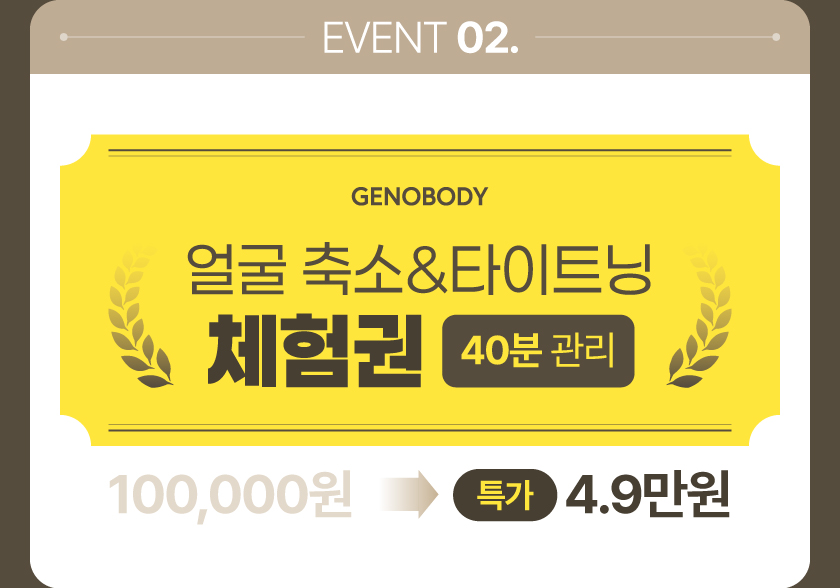 EVENT 02.
GENOBODY
얼굴 축소&타이트닝
체험권 40분 관리
100,000원 특가 4.9만원